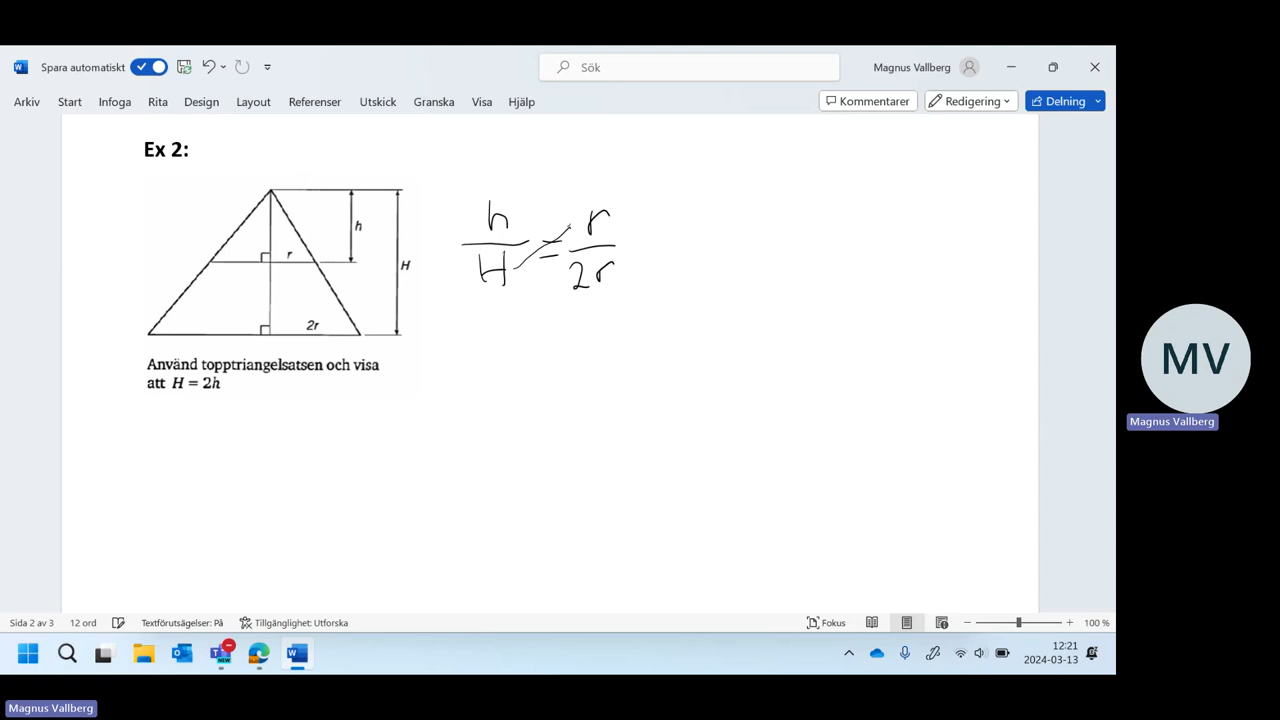 Spara automatiskt
Sök
Magnus Vallberg
Arkiv Start Infoga Rita Design Layout Referenser Utskick Granska Visa Hjälp
Kommentarer Redigering Delning
Ex 2:
h
r
H
2r
h r
— = —
H 2r
Använd topptriangelsatsen och visa
att H = 2h
MV
Magnus Vallberg
Sida 2 av 3 12 ord Textförutsägelser: På Tillgänglighet: Utforska Fokus 100 %
NEW
12:21
2024-03-13
Magnus Vallberg